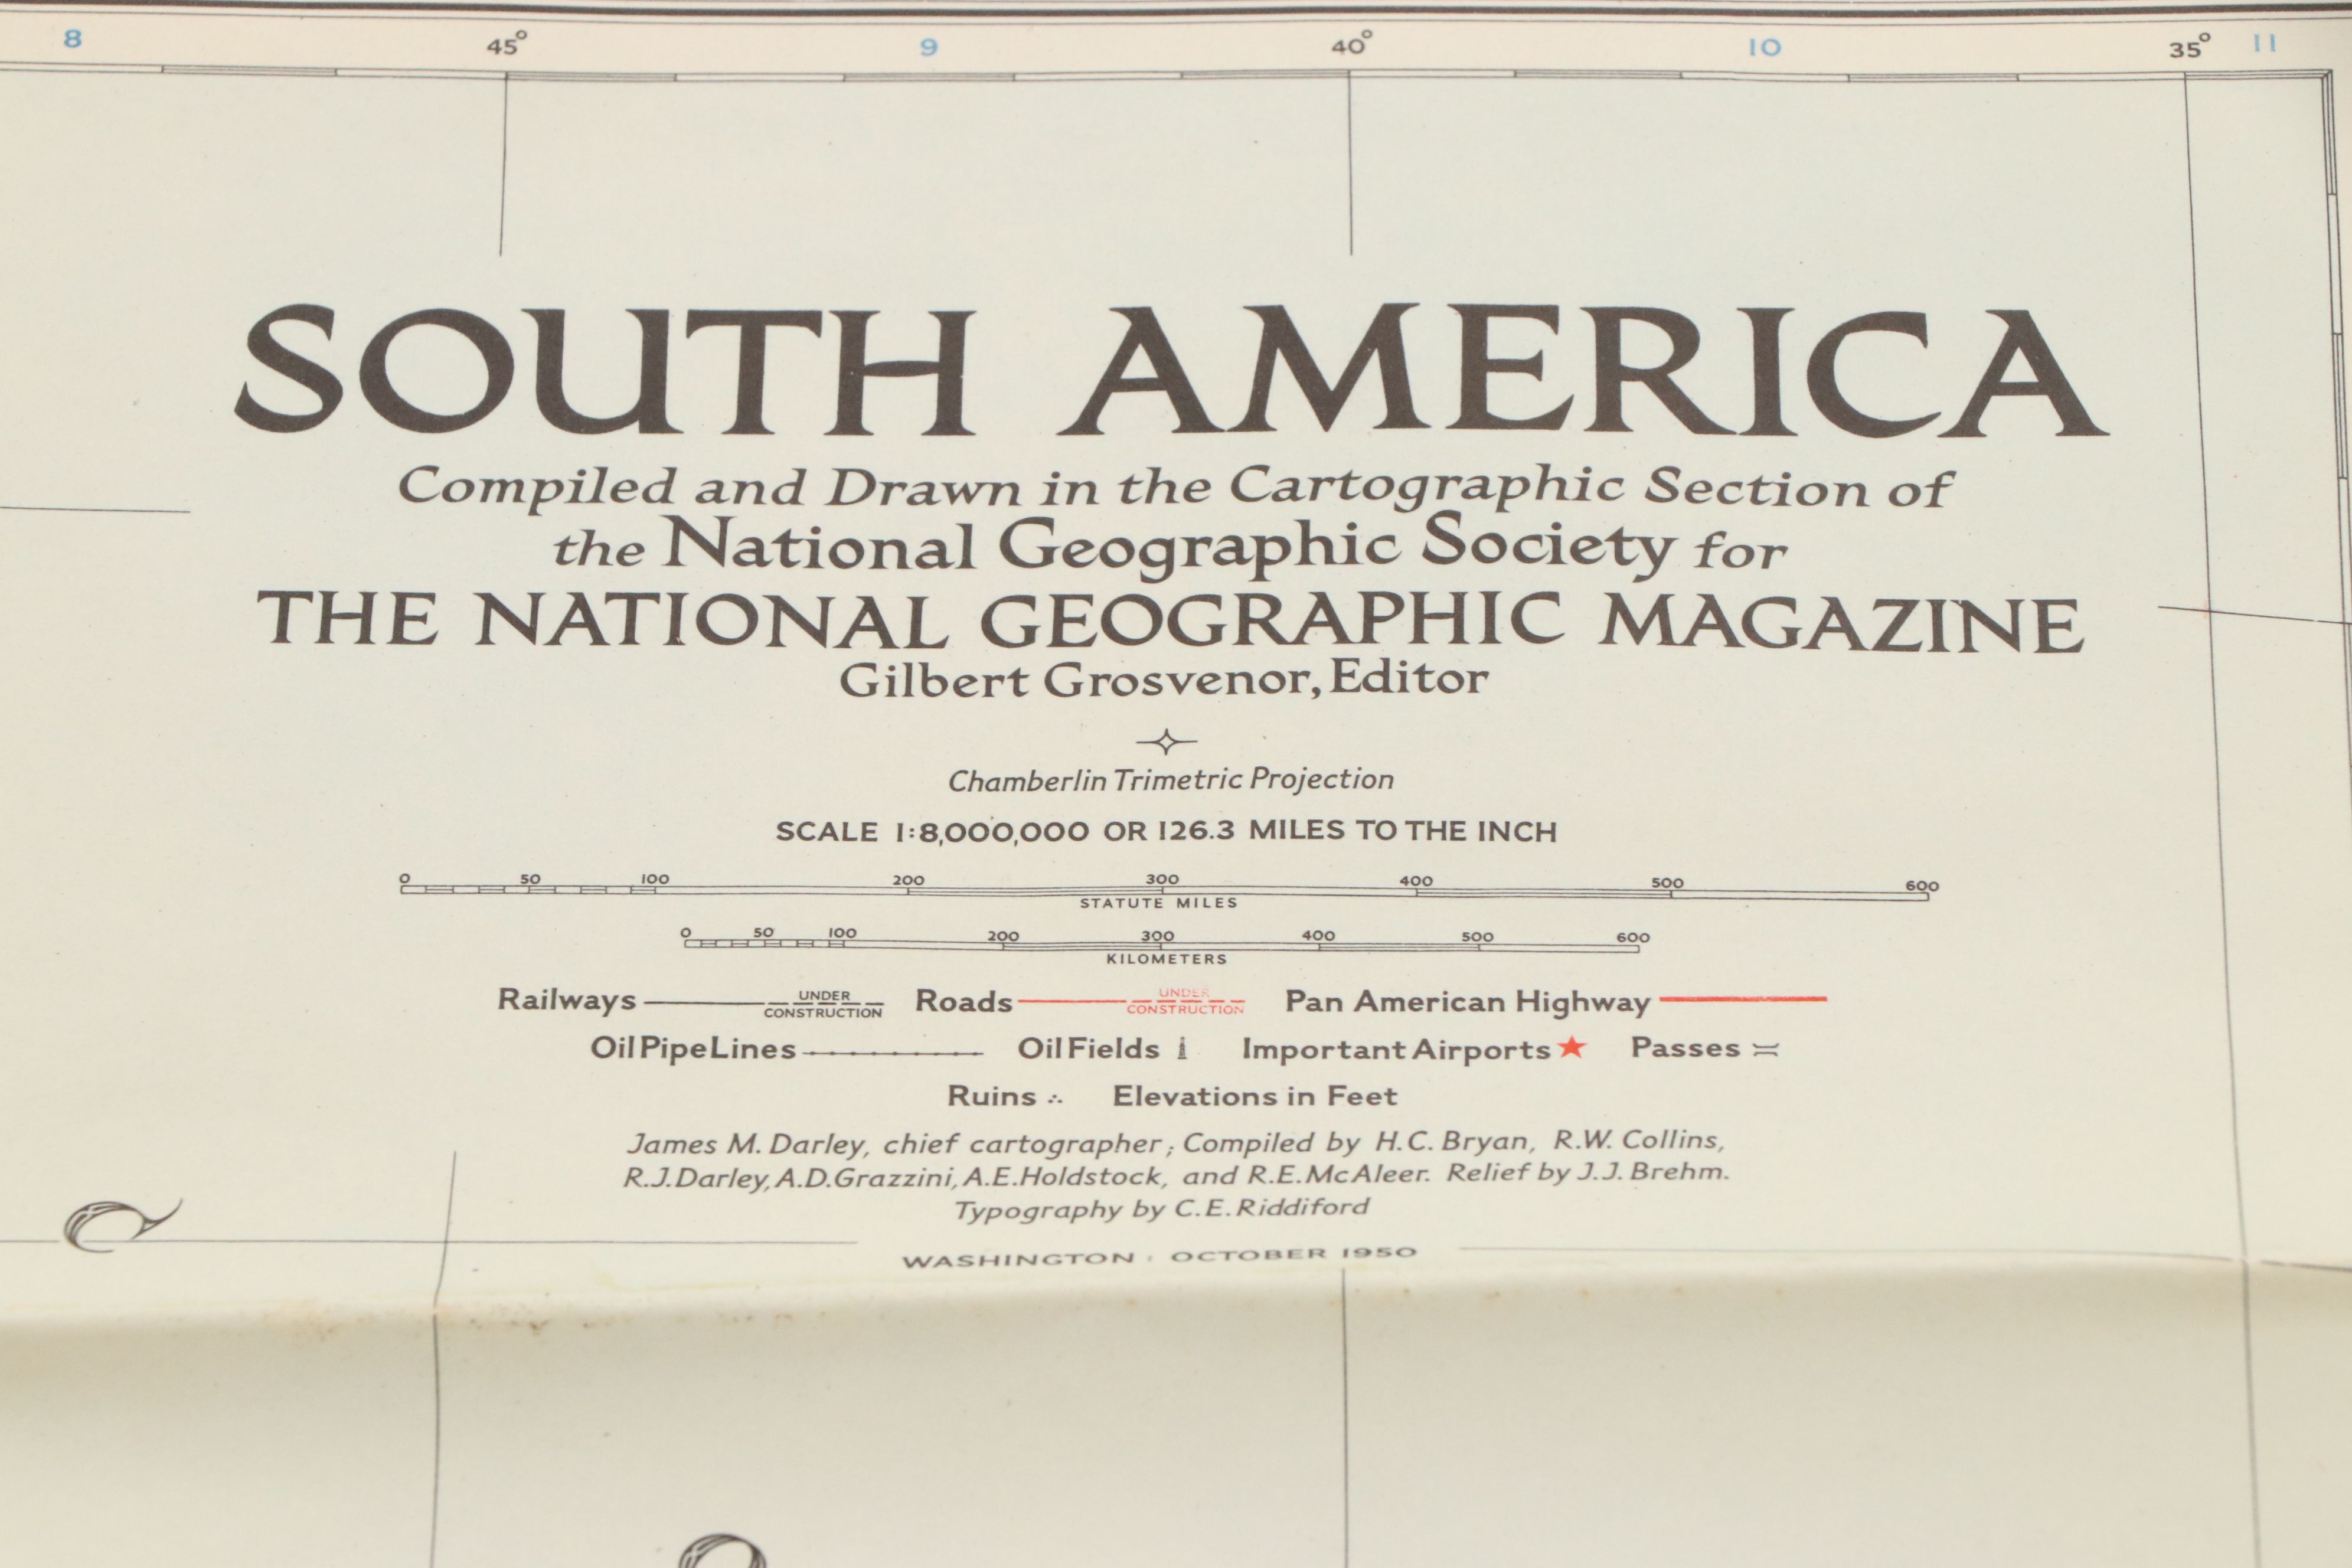 8 45° 9 40° 10 35° 11
SOUTH AMERICA
Compiled and Drawn in the Cartographic Section of
the National Geographic Society for
THE NATIONAL GEOGRAPHIC MAGAZINE
Gilbert Grosvenor, Editor
Chamberlin Trimetric Projection
SCALE 1:8,000,000 OR 126.3 MILES TO THE INCH
0 50 100 200 300 400 500 600
STATUTE MILES
0 50 100 200 300 400 500 600
KILOMETERS
Railways UNDER CONSTRUCTION Roads UNDER CONSTRUCTION Pan American Highway
Oil Pipe Lines Oil Fields Important Airports Passes
Ruins Elevations in Feet
James M. Darley, chief cartographer; Compiled by H.C. Bryan, R.W. Collins,
R.J. Darley, A.D. Grazzini, A.E. Holdstock, and R.E. McAleer. Relief by J.J. Brehm.
Typography by C.E. Riddiford
WASHINGTON · OCTOBER 1950